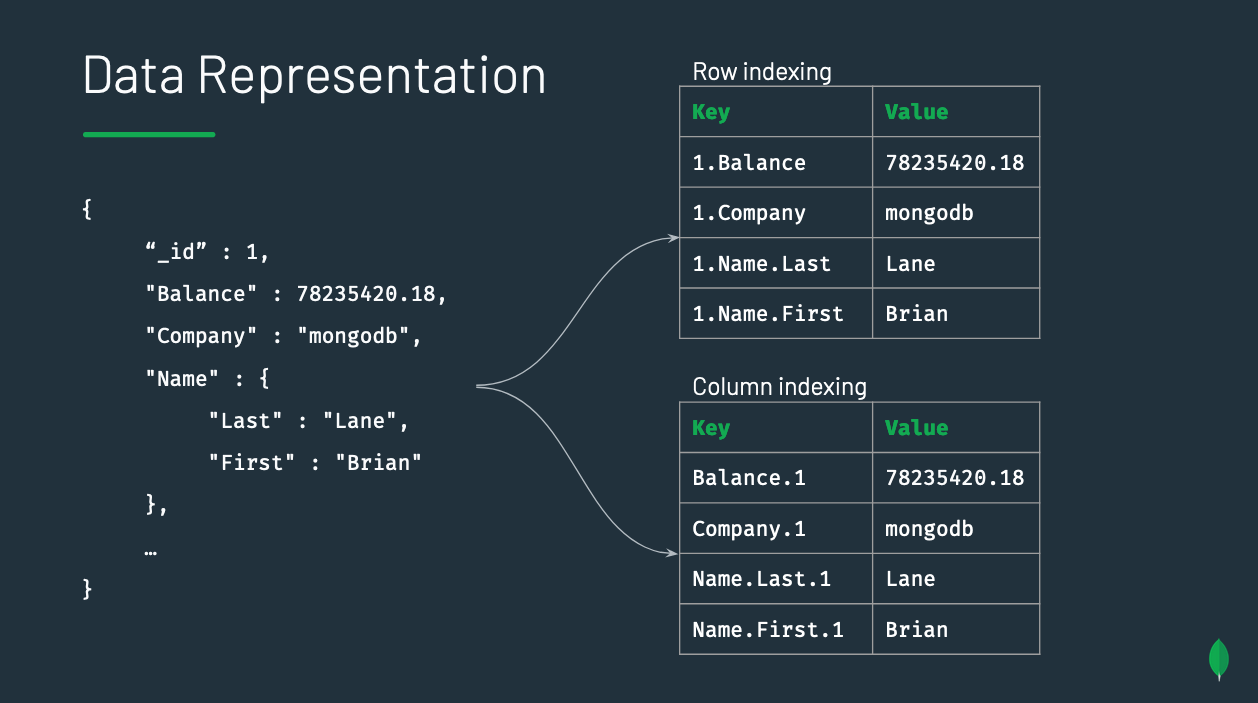 Data Representation
{
“_id” : 1,
"Balance" : 78235420.18,
"Company" : "mongodb",
"Name" : {
"Last" : "Lane",
"First" : "Brian"
},
…
}
Row indexing
Key Value
1.Balance 78235420.18
1.Company mongodb
1.Name.Last Lane
1.Name.First Brian
Column indexing
Key Value
Balance.1 78235420.18
Company.1 mongodb
Name.Last.1 Lane
Name.First.1 Brian